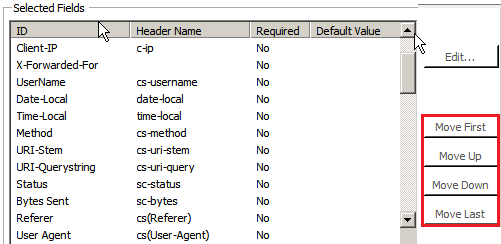 Selected Fields
ID Header Name Required Default Value
Client-IP c-ip No
X-Forwarded-For No
UserName cs-username No
Date-Local date-local No
Time-Local time-local No
Method cs-method No
URI-Stem cs-uri-stem No
URI-Querystring cs-uri-query No
Status sc-status No
Bytes Sent sc-bytes No
Referer cs(Referer) No
User Agent cs(User-Agent) No
Edit...
Move First
Move Up
Move Down
Move Last